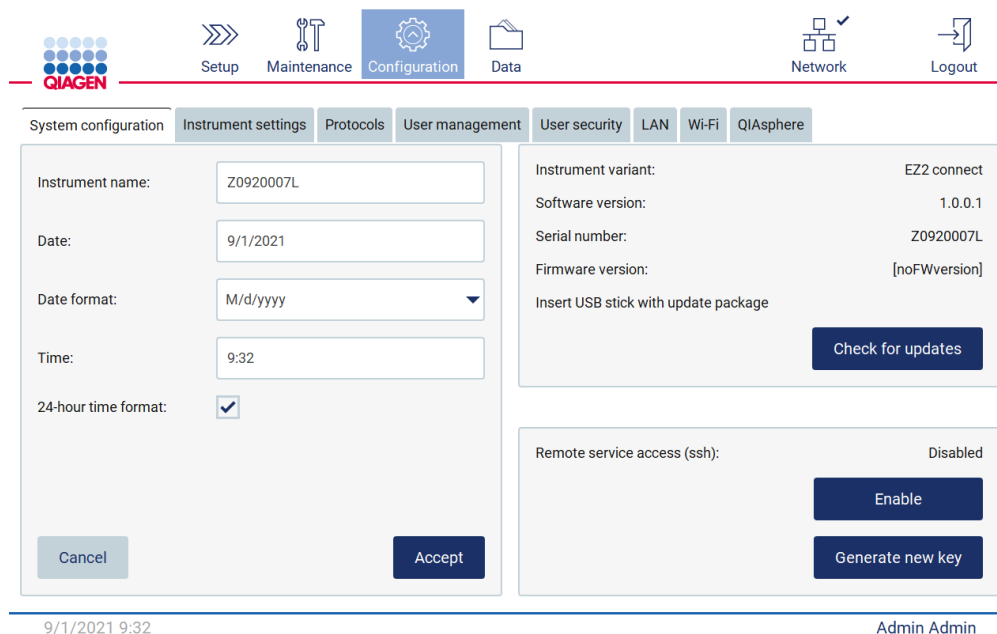 QIAGEN
Setup
Maintenance
Configuration
Data
Network
Logout
System configuration
Instrument settings
Protocols
User management
User security
LAN
Wi-Fi
QIAsphere
Instrument name:
Z0920007L
Date:
9/1/2021
Date format:
M/d/yyyy
Time:
9:32
24-hour time format:
Cancel
Accept
Instrument variant:
EZ2 connect
Software version:
1.0.0.1
Serial number:
Z0920007L
Firmware version:
[noFWversion]
Insert USB stick with update package
Check for updates
Remote service access (ssh):
Disabled
Enable
Generate new key
9/1/2021 9:32
Admin Admin